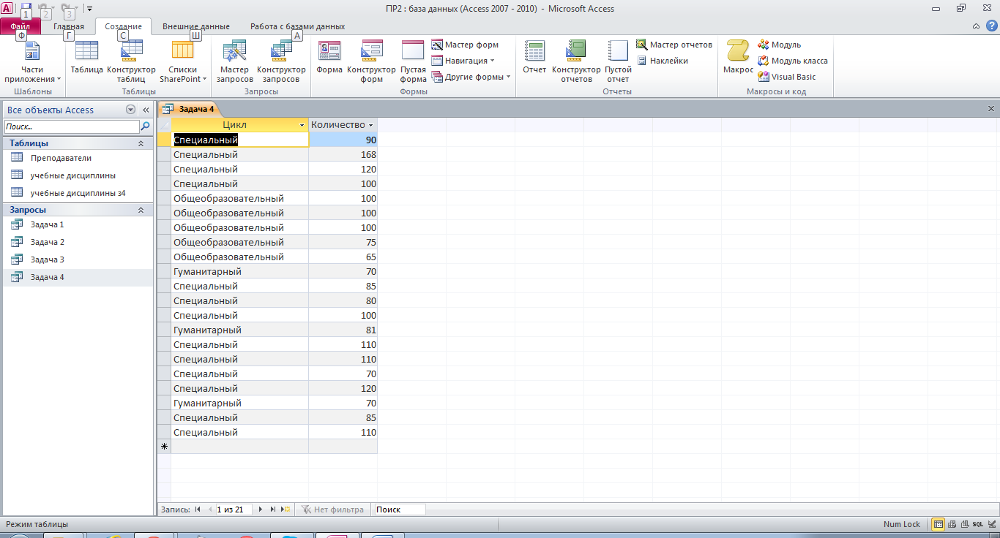 ПР2 : база данных (Access 2007 - 2010) - Microsoft Access
1 2 3
Файл Главная Создание Внешние данные Работа с базами данных
Ф Г С Ш А
Части приложения
Таблица
Конструктор таблиц
Списки SharePoint
Мастер запросов
Конструктор запросов
Форма
Конструктор форм
Пустая форма
Мастер форм
Навигация
Другие формы
Отчет
Конструктор отчетов
Пустой отчет
Мастер отчетов
Наклейки
Макрос
Модуль
Модуль класса
Visual Basic
Шаблоны Таблицы Запросы Формы Отчеты Макросы и код
Все объекты Access
Поиск...
Таблицы
Преподаватели
учебные дисциплины
учебные дисциплины з4
Запросы
Задача 1
Задача 2
Задача 3
Задача 4
Задача 4
Цикл Количество
Специальный 90
Специальный 168
Специальный 120
Специальный 100
Общеобразовательный 100
Общеобразовательный 100
Общеобразовательный 100
Общеобразовательный 75
Общеобразовательный 65
Гуманитарный 70
Специальный 85
Специальный 80
Специальный 100
Гуманитарный 81
Специальный 110
Специальный 110
Специальный 70
Специальный 120
Гуманитарный 70
Специальный 85
Специальный 110
Запись: 1 из 21 Нет фильтра Поиск
Режим таблицы Num Lock SQL